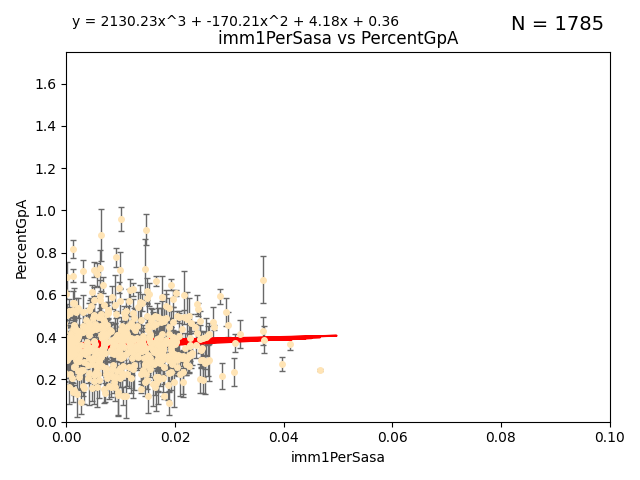 y = 2130.23x^3 + -170.21x^2 + 4.18x + 0.36
N = 1785
imm1PerSasa vs PercentGpA
PercentGpA
1.6
1.4
1.2
1.0
0.8
0.6
0.4
0.2
0.0
0.00 0.02 0.04 0.06 0.08 0.10
imm1PerSasa